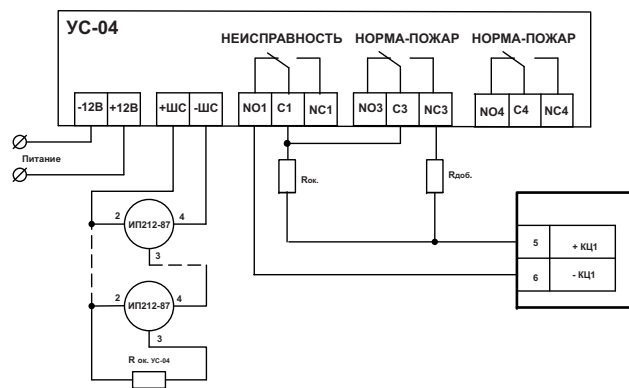 УС-04
НЕИСПРАВНОСТЬ НОРМА-ПОЖАР НОРМА-ПОЖАР
-12В +12В +ШС -ШС NO1 C1 NC1 NO3 C3 NC3 NO4 C4 NC4
Питание
Rок. Rдоб.
2 ИП212-87 4
3
5 + КЦ1
6 - КЦ1
2 ИП212-87 4
3
R ок. УС-04